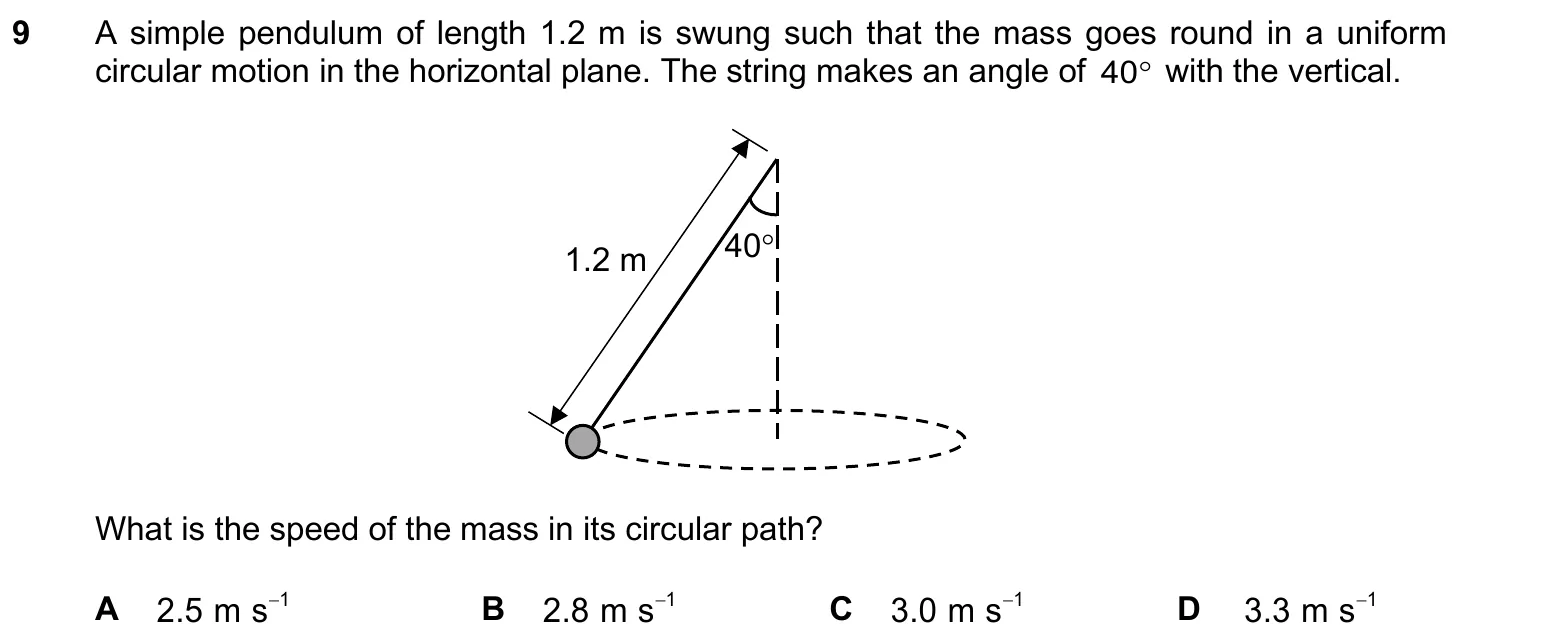 9 A simple pendulum of length 1.2 m is swung such that the mass goes round in a uniform
circular motion in the horizontal plane. The string makes an angle of 40° with the vertical.
1.2 m
40°
What is the speed of the mass in its circular path?
A 2.5 m s⁻¹ B 2.8 m s⁻¹ C 3.0 m s⁻¹ D 3.3 m s⁻¹